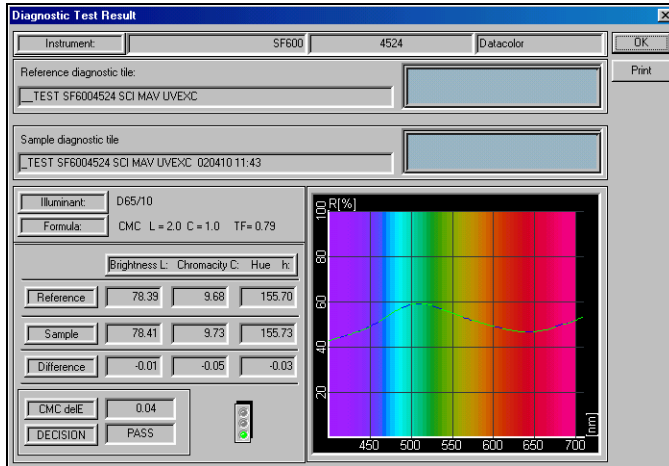 Diagnostic Test Result
Instrument: SF600 4524 Datacolor OK
Print
Reference diagnostic tile:
__TEST SF6004524 SCI MAV UVEXC
Sample diagnostic tile
_TEST SF6004524 SCI MAV UVEXC 020410 11:43
Illuminant: D65/10
Formula: CMC L = 2.0 C = 1.0 TF= 0.79
Brightness L: Chromacity C: Hue h:
Reference 78.39 9.68 155.70
Sample 78.41 9.73 155.73
Difference -0.01 -0.05 -0.03
CMC delE 0.04
DECISION PASS
R[%]
100
80
60
40
20
450 500 550 600 650 700
[nm]